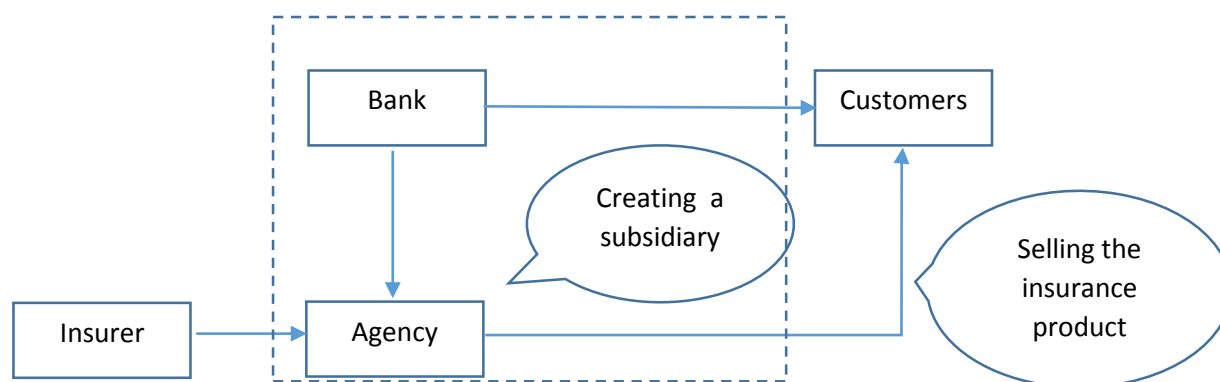 Bank
Customers
Creating a
subsidiary
Selling the
insurance
product
Insurer
Agency